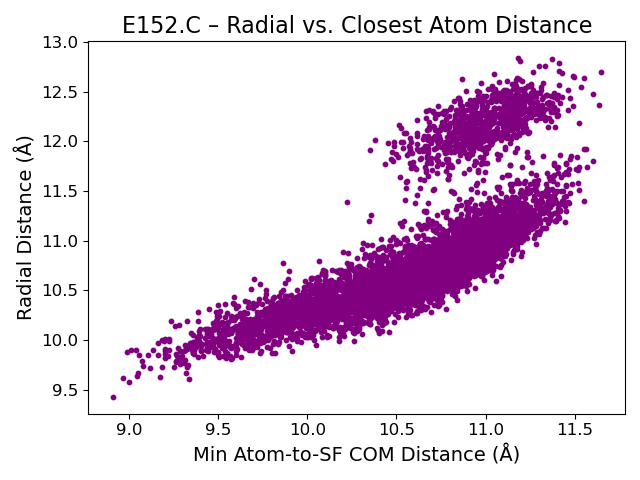 E152.C – Radial vs. Closest Atom Distance
Radial Distance (Å)
13.0
12.5
12.0
11.5
11.0
10.5
10.0
9.5
9.0 9.5 10.0 10.5 11.0 11.5
Min Atom-to-SF COM Distance (Å)